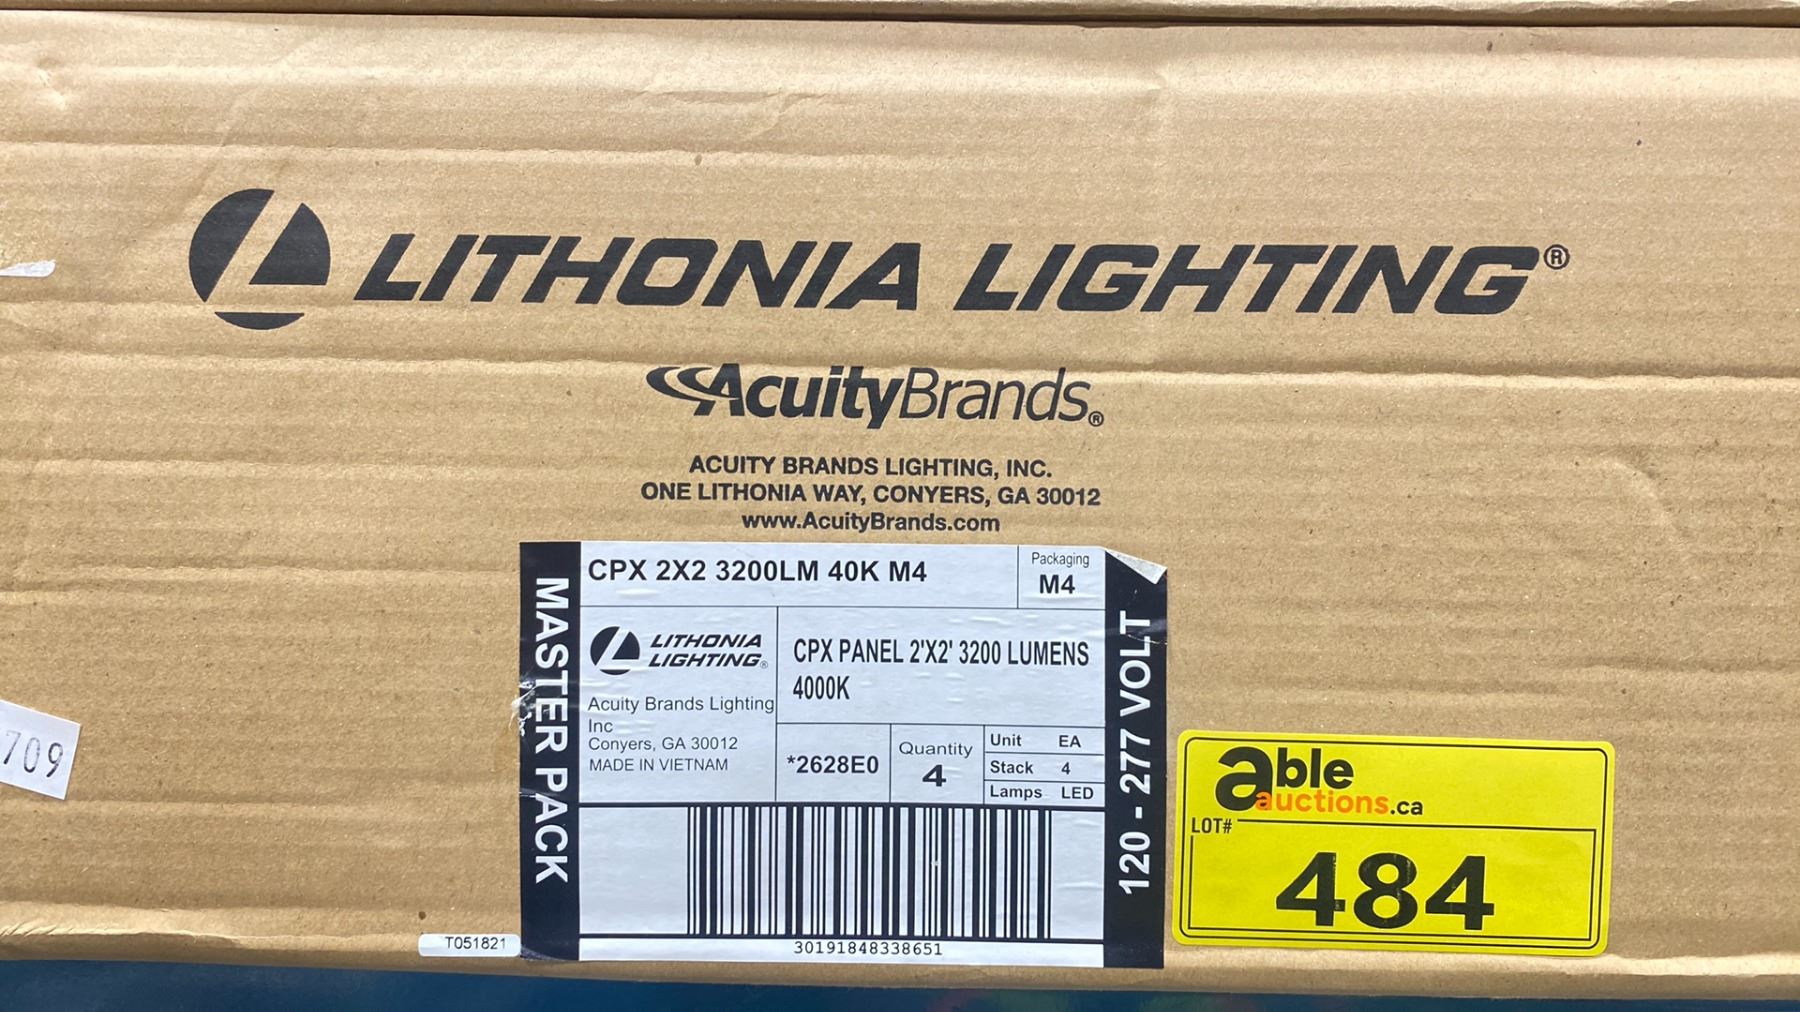 LITHONIA LIGHTING®
AcuityBrands®
ACUITY BRANDS LIGHTING, INC.
ONE LITHONIA WAY, CONYERS, GA 30012
www.AcuityBrands.com
MASTER PACK
CPX 2X2 3200LM 40K M4
Packaging
M4
LITHONIA
LIGHTING®
Acuity Brands Lighting
Inc
Conyers, GA 30012
MADE IN VIETNAM
CPX PANEL 2'X2' 3200 LUMENS
4000K
*2628E0
Quantity
4
Unit EA
Stack 4
Lamps LED
120 - 277 VOLT
30191848338651
T051821
709
able
auctions.ca
LOT#
484